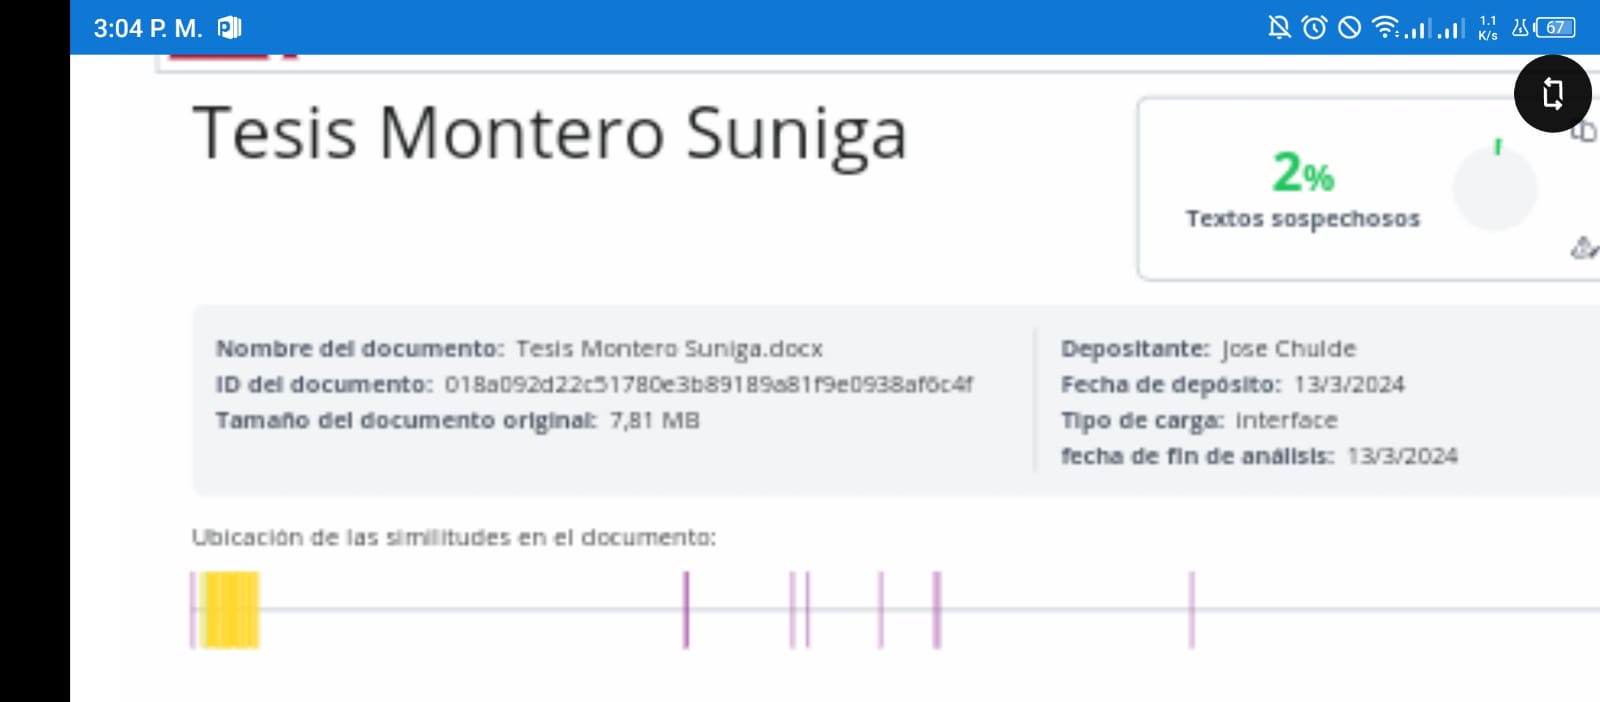 3:04 P. M.
1.1
K/s
67
Tesis Montero Suniga
2%
Textos sospechosos
Nombre del documento: Tesis Montero Suniga.docx
ID del documento: 018a092d22c51780e3b89189a81f9e0938af6c4f
Tamaño del documento original: 7,81 MB
Depositante: Jose Chulde
Fecha de depósito: 13/3/2024
Tipo de carga: interface
fecha de fin de análisis: 13/3/2024
Ubicación de las similitudes en el documento: